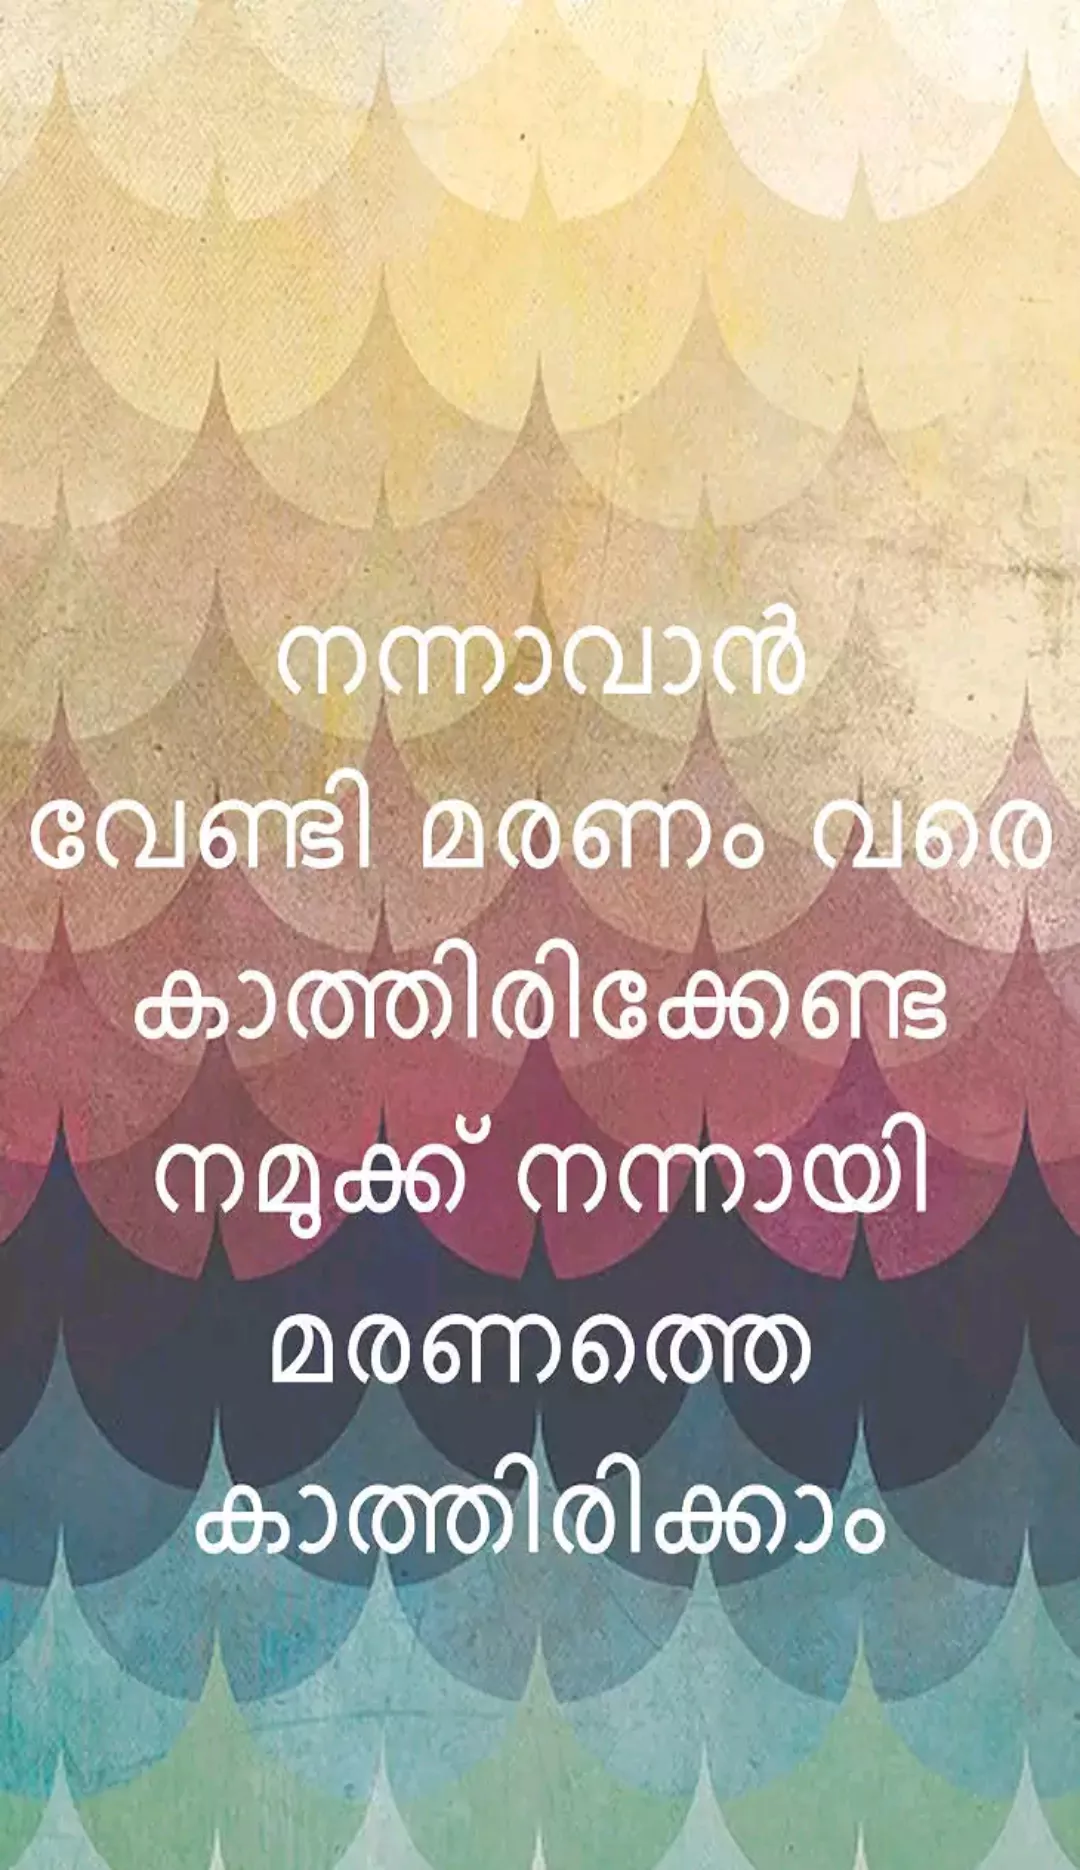 നന്നാവാൻ
വേണ്ടി മരണം വരെ
കാത്തിരിക്കേണ്ട
നമുക്ക് നന്നായി
മരണത്തെ
കാത്തിരിക്കാം